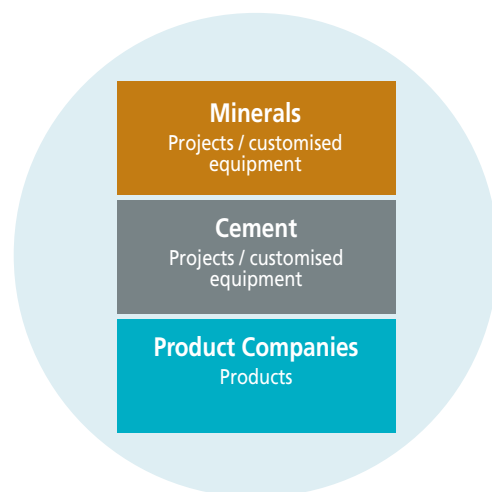 Minerals
Projects / customised
equipment
Cement
Projects / customised
equipment
Product Companies
Products